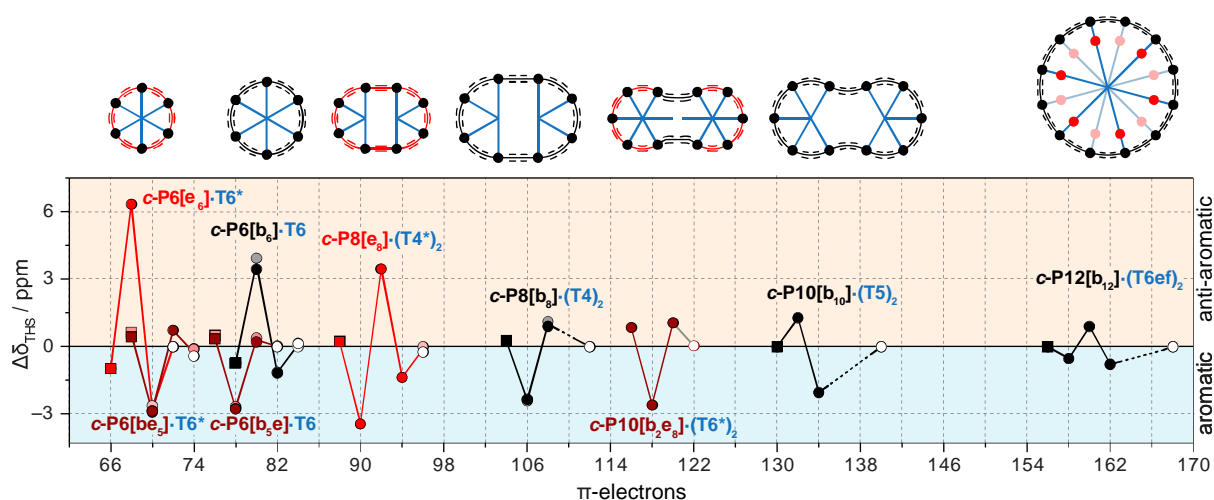 c-P6[e₆]·T6*
c-P6[b₆]·T6
c-P8[e₈]·(T4*)₂
c-P8[b₈]·(T4)₂
c-P10[b₁₀]·(T5)₂
c-P12[b₁₂]·(T6ef)₂
c-P6[be₅]·T6*
c-P6[b₅e]·T6
c-P10[b₂e₈]·(T6*)₂
6
3
0
−3
Δδ_THS / ppm
anti-aromatic
aromatic
66 74 82 90 98 106 114 122 130 138 146 154 162 170
π-electrons